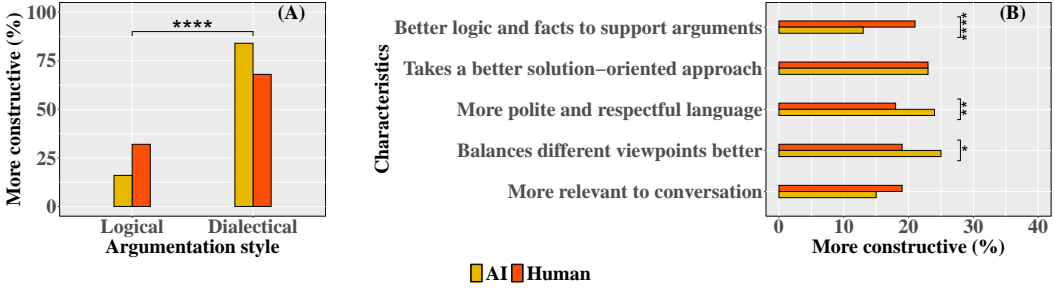 (A)
More constructive (%)
100
75
50
25
0
****
Logical Dialectical
Argumentation style
(B)
Characteristics
Better logic and facts to support arguments
Takes a better solution−oriented approach
More polite and respectful language
Balances different viewpoints better
More relevant to conversation
****
**
*
0 10 20 30 40
More constructive (%)
AI Human